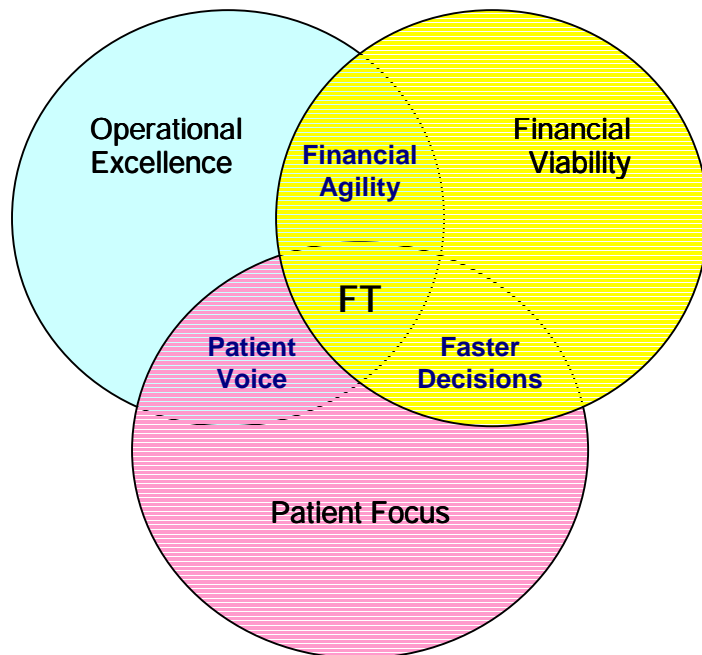 Operational
Excellence
Financial
Viability
Financial
Agility
FT
Patient
Voice
Faster
Decisions
Patient Focus